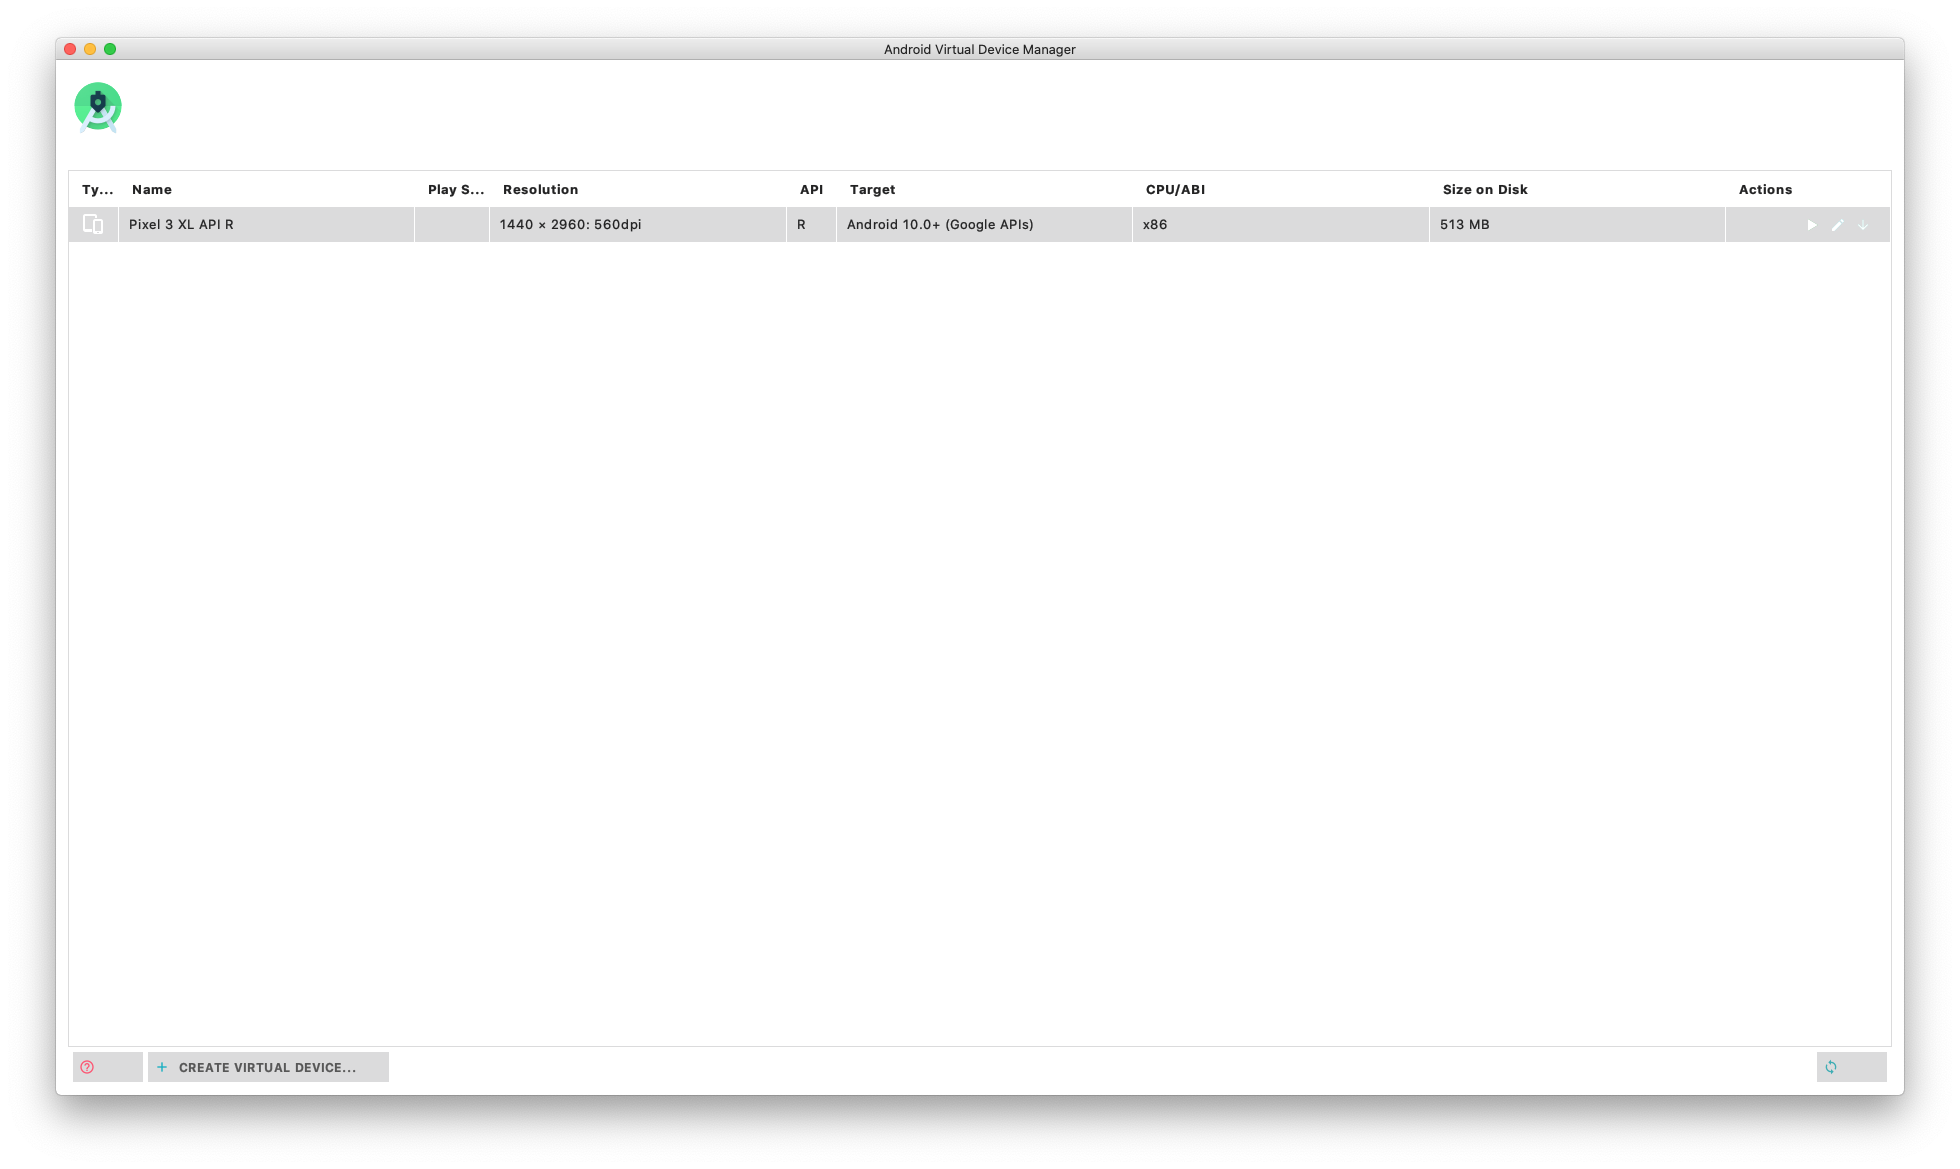 Android Virtual Device Manager
Ty... Name Play S... Resolution API Target CPU/ABI Size on Disk Actions
Pixel 3 XL API R 1440 × 2960: 560dpi R Android 10.0+ (Google APIs) x86 513 MB
CREATE VIRTUAL DEVICE...